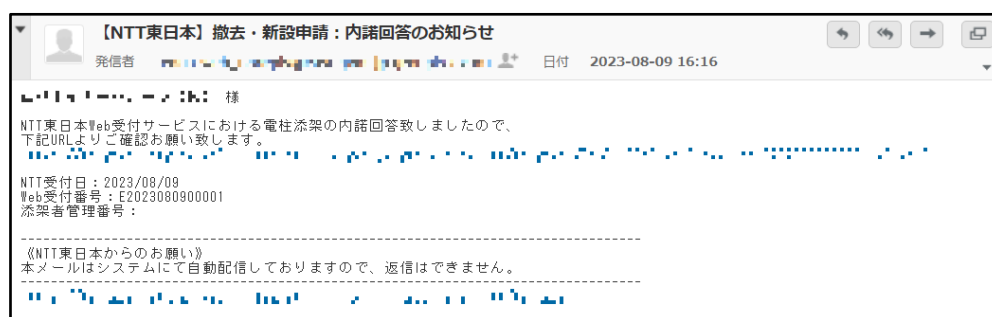 【NTT東日本】撤去・新設申請：内諾回答のお知らせ
発信者
日付 2023-08-09 16:16
様
NTT東日本Web受付サービスにおける電柱添架の内諾回答致しましたので、
下記URLよりご確認お願い致します。
NTT受付日：2023/08/09
Web受付番号：E2023080900001
添架者管理番号：
--------------------------------------------------------------------------------
《NTT東日本からのお願い》
本メールはシステムにて自動配信しておりますので、返信はできません。
--------------------------------------------------------------------------------